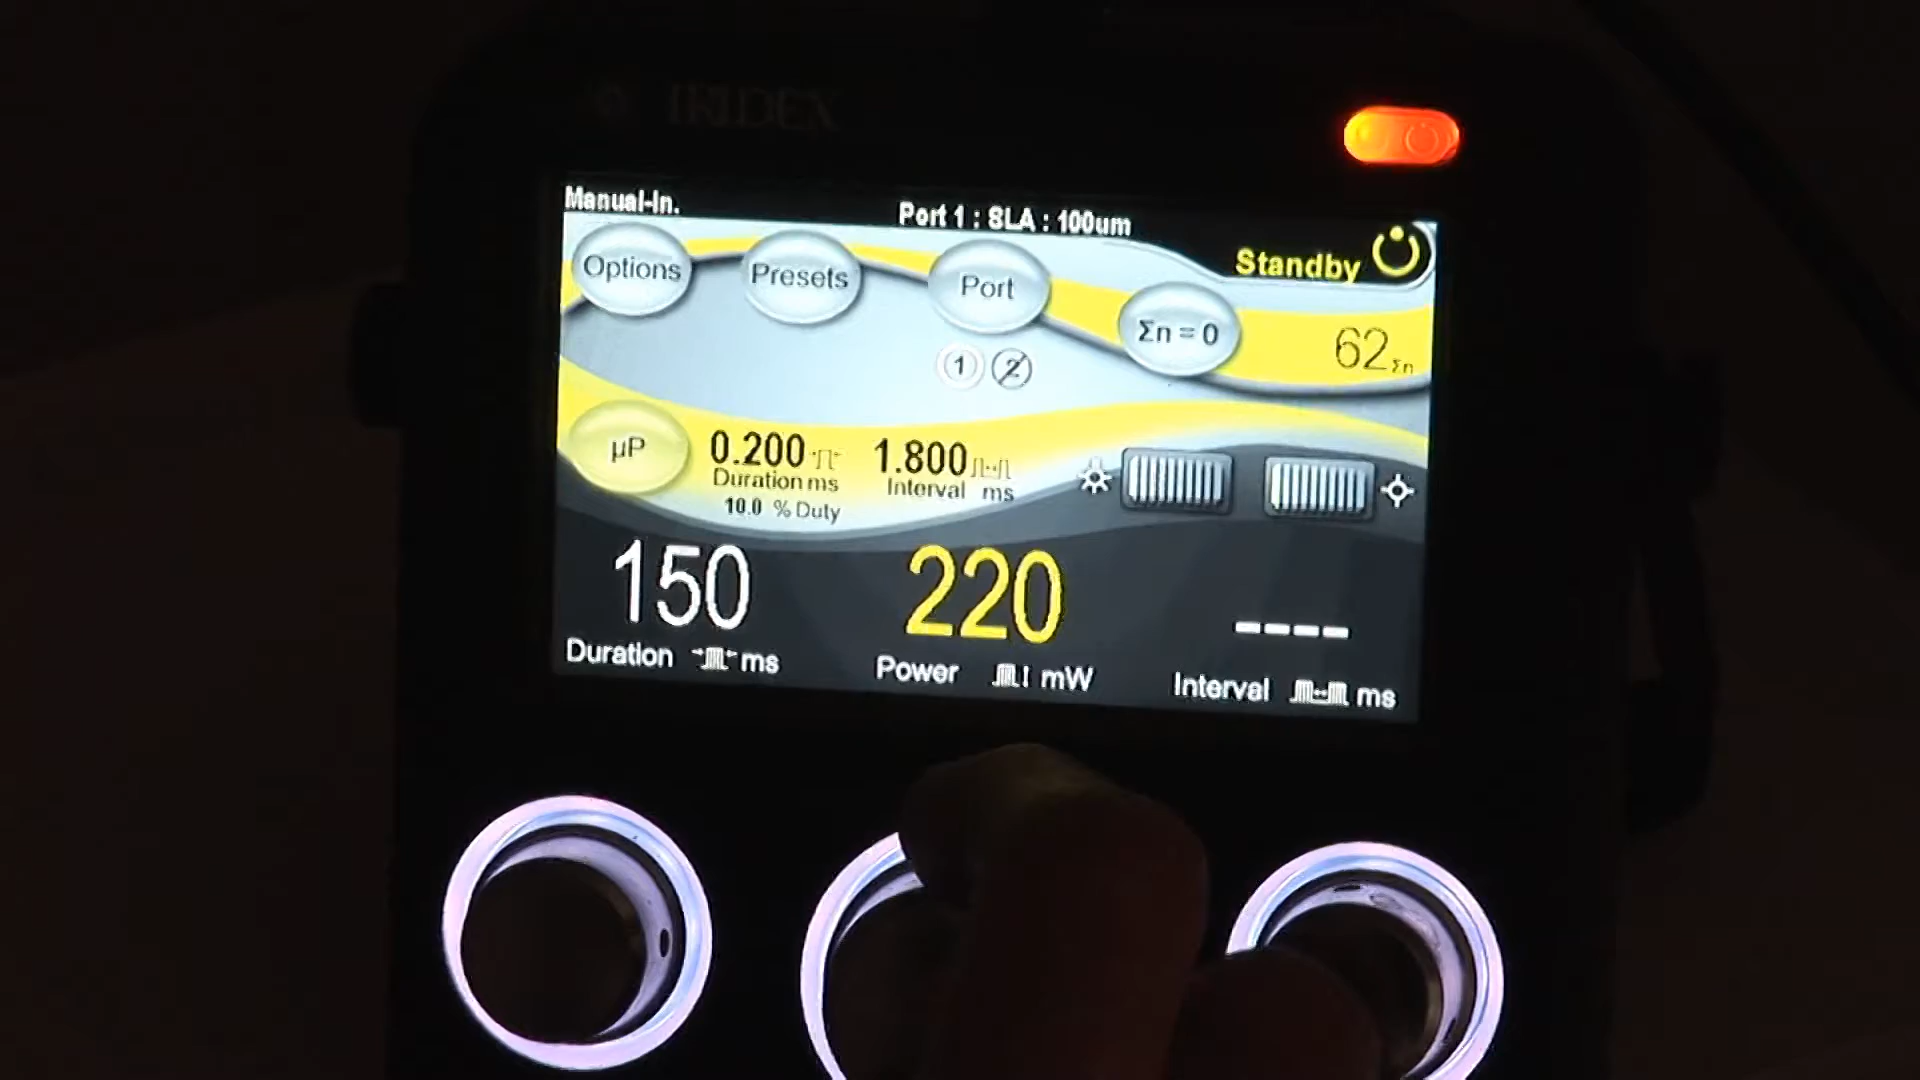 IRIDEX
Manual-In.
Port 1 : SLA : 100um
Standby
Options
Presets
Port
Σn = 0
62 Σn
1 2
µP
0.200
Duration ms
10.0 % Duty
1.800
Interval ms
150
220
----
Duration ms
Power mW
Interval ms